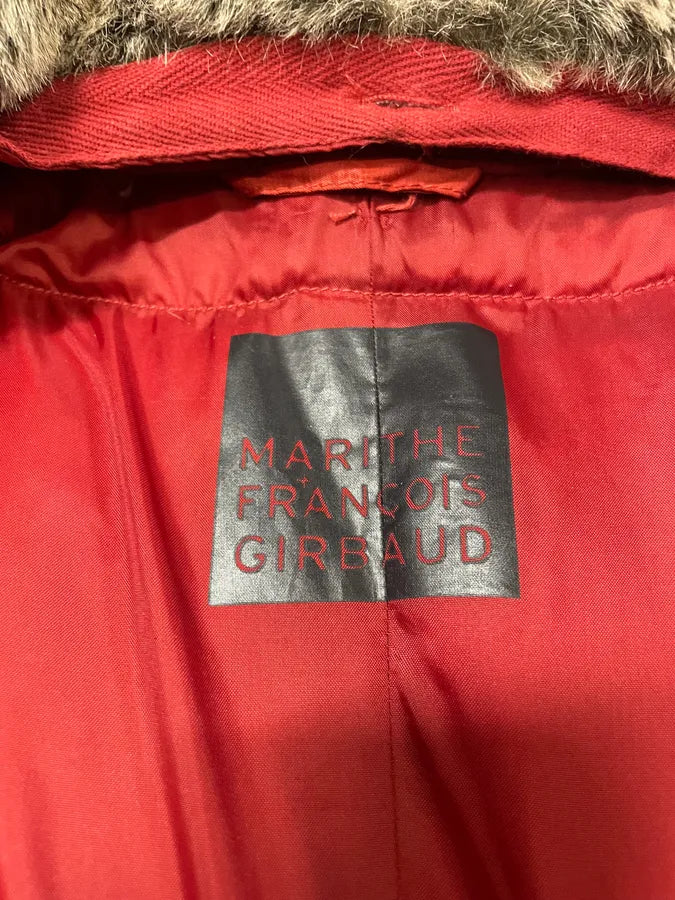 MARITHE
+
FRANÇOIS
GIRBAUD